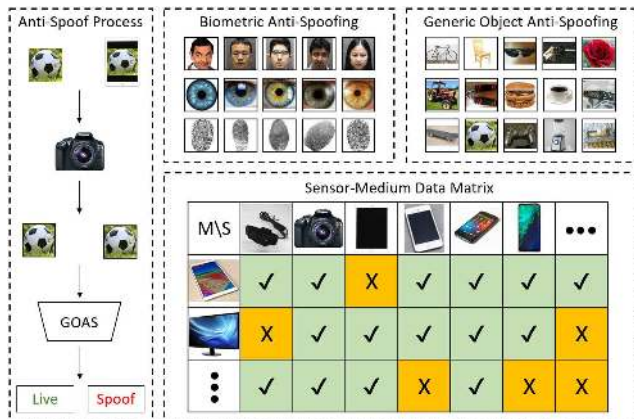 Anti-Spoof Process
Biometric Anti-Spoofing
Generic Object Anti-Spoofing
GOAS
Live
Spoof
Sensor-Medium Data Matrix
M\S
✓ ✓ X ✓ ✓ ✓ ✓
X ✓ ✓ ✓ ✓ ✓ X
✓ ✓ ✓ X ✓ X X